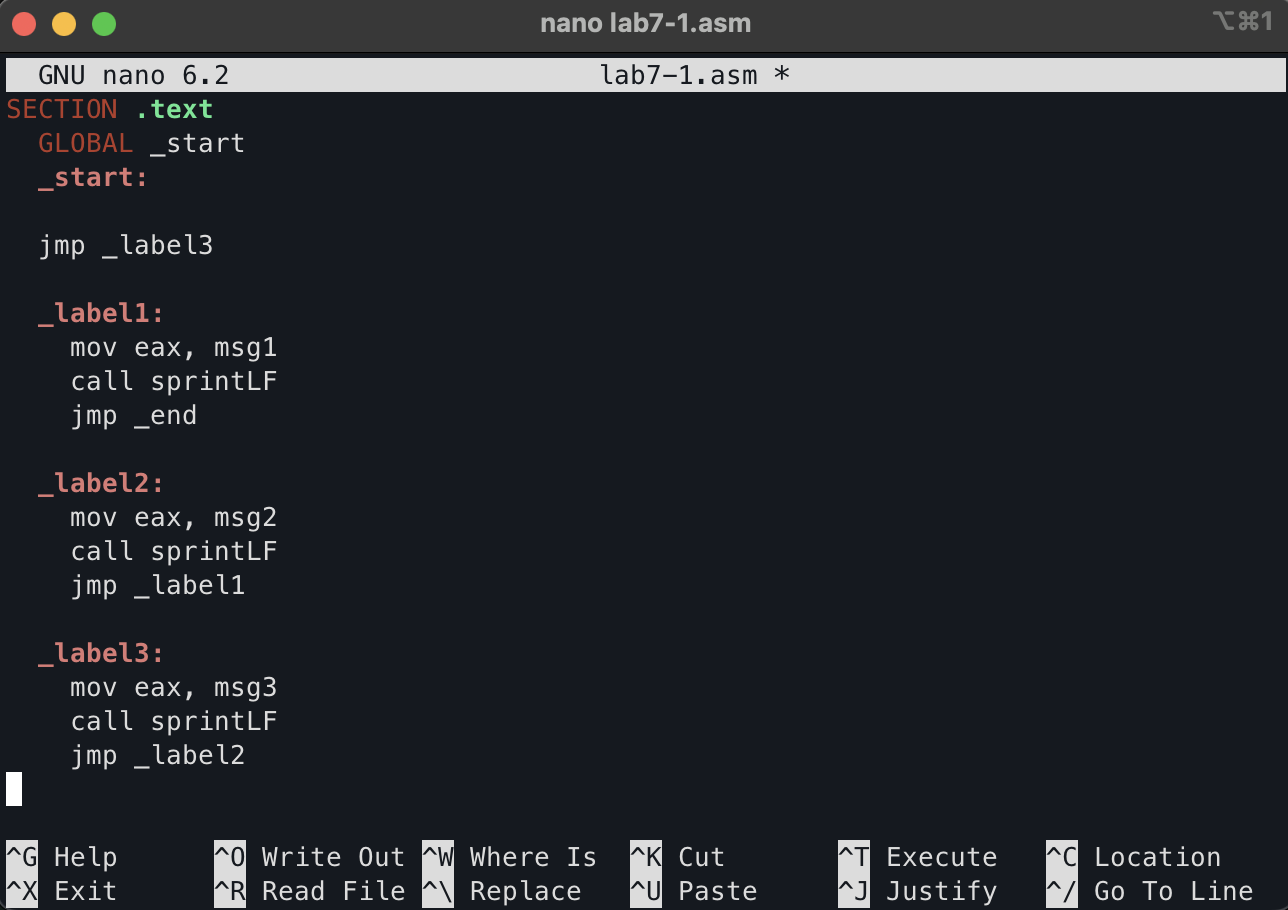 nano lab7-1.asm ⌥⌘1
GNU nano 6.2 lab7-1.asm *
SECTION .text
  GLOBAL _start
  _start:

  jmp _label3

  _label1:
    mov eax, msg1
    call sprintLF
    jmp _end

  _label2:
    mov eax, msg2
    call sprintLF
    jmp _label1

  _label3:
    mov eax, msg3
    call sprintLF
    jmp _label2

^G Help ^O Write Out ^W Where Is ^K Cut ^T Execute ^C Location
^X Exit ^R Read File ^\ Replace ^U Paste ^J Justify ^/ Go To Line